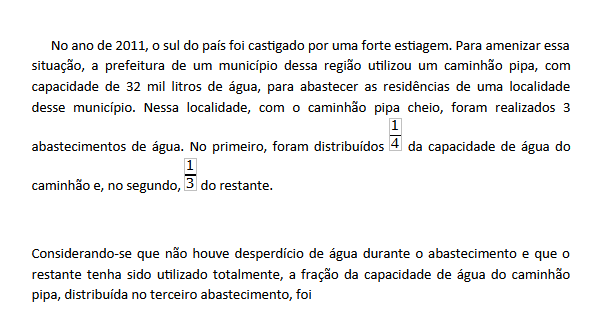 No ano de 2011, o sul do país foi castigado por uma forte estiagem. Para amenizar essa
situação, a prefeitura de um município dessa região utilizou um caminhão pipa, com
capacidade de 32 mil litros de água, para abastecer as residências de uma localidade
desse município. Nessa localidade, com o caminhão pipa cheio, foram realizados 3
abastecimentos de água. No primeiro, foram distribuídos 1/4 da capacidade de água do
caminhão e, no segundo, 1/3 do restante.
Considerando-se que não houve desperdício de água durante o abastecimento e que o
restante tenha sido utilizado totalmente, a fração da capacidade de água do caminhão
pipa, distribuída no terceiro abastecimento, foi